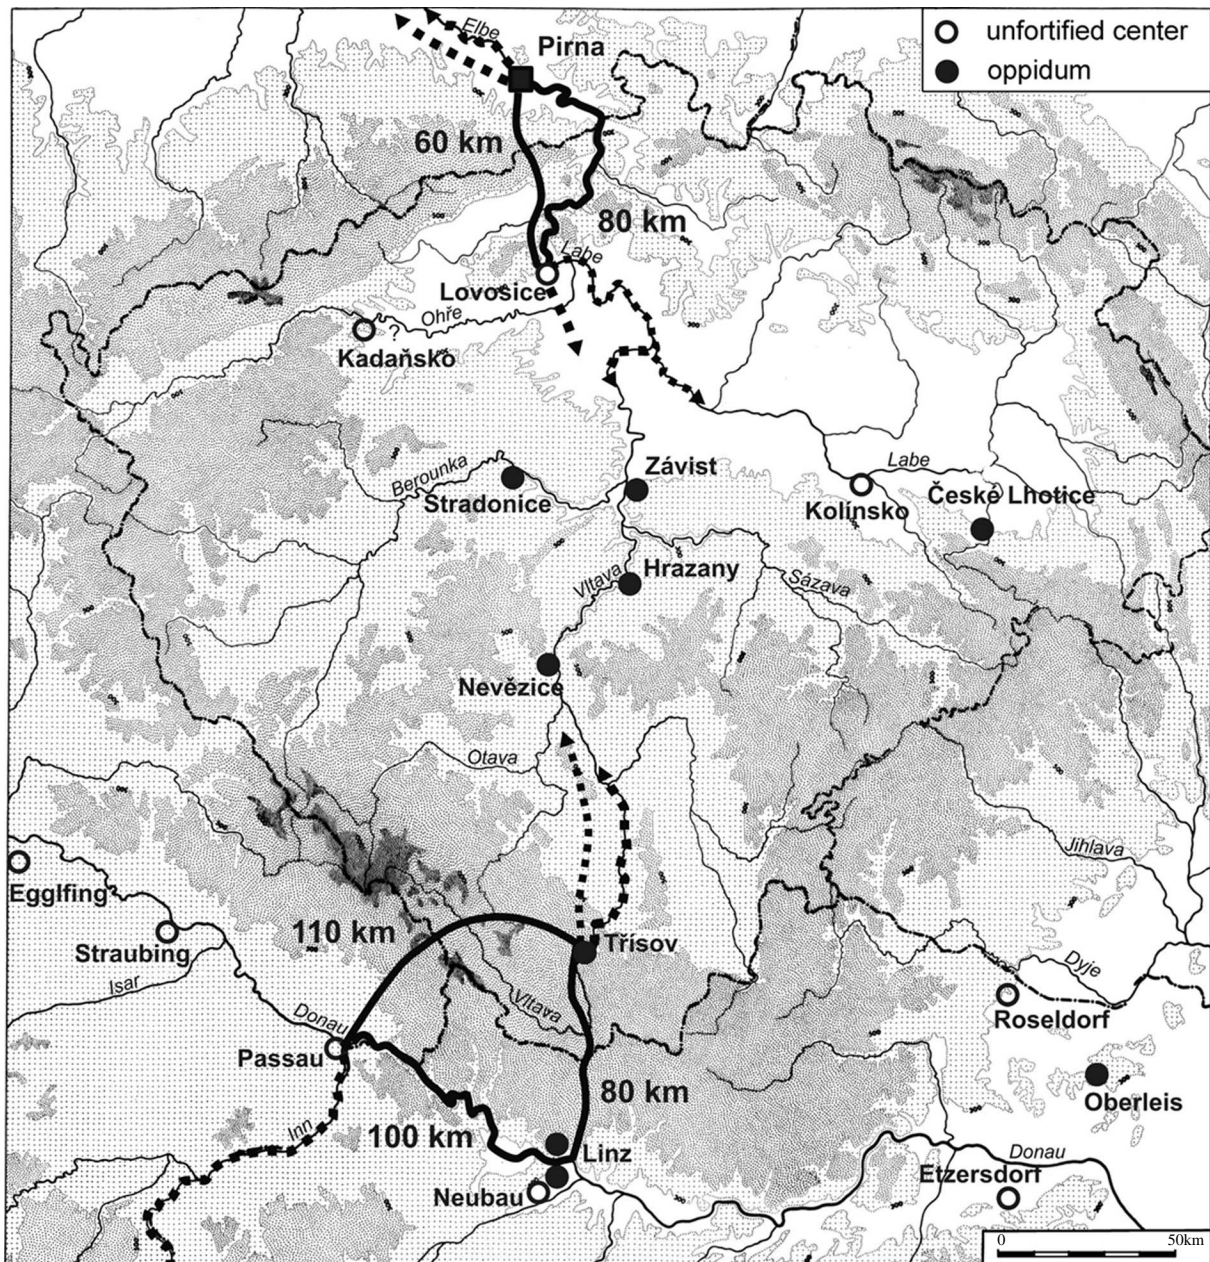 unfortified center
oppidum
Elbe
Pirna
60 km
80 km
Labe
Lovosice
Ohře
?
Kadaňsko
Závist
Labe
Berounka
Stradonice
Kolínsko
České Lhotice
Hrazany
Vltava
Sázava
Nevězice
Otava
Jihlava
Egglfing
110 km
Straubing
Třísov
Isar
Dyje
Vltava
Donau
Roseldorf
Passau
80 km
Oberleis
Inn
100 km
Linz
Donau
Etzersdorf
Neubau
0 50km